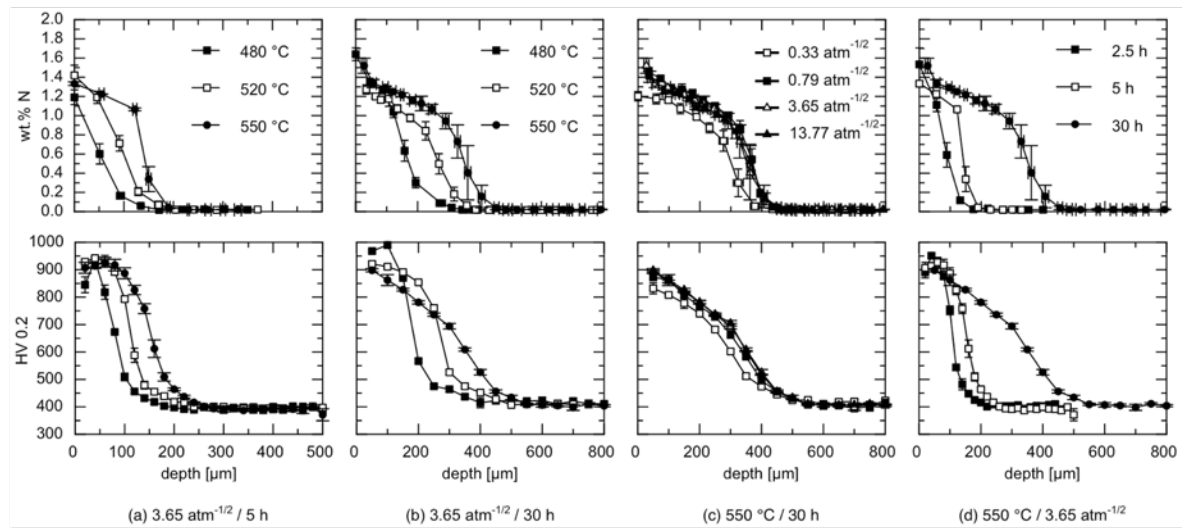 wt.% N
2.0
1.8
1.6
1.4
1.2
1.0
0.8
0.6
0.4
0.2
0.0
480 °C
520 °C
550 °C
480 °C
520 °C
550 °C
0.33 atm-1/2
0.79 atm-1/2
3.65 atm-1/2
13.77 atm-1/2
2.5 h
5 h
30 h
HV 0.2
1000
900
800
700
600
500
400
300
0 100 200 300 400 500
0 200 400 600 800
0 200 400 600 800
0 200 400 600 800
depth [µm] depth [µm] depth [µm] depth [µm]
(a) 3.65 atm-1/2 / 5 h (b) 3.65 atm-1/2 / 30 h (c) 550 °C / 30 h (d) 550 °C / 3.65 atm-1/2